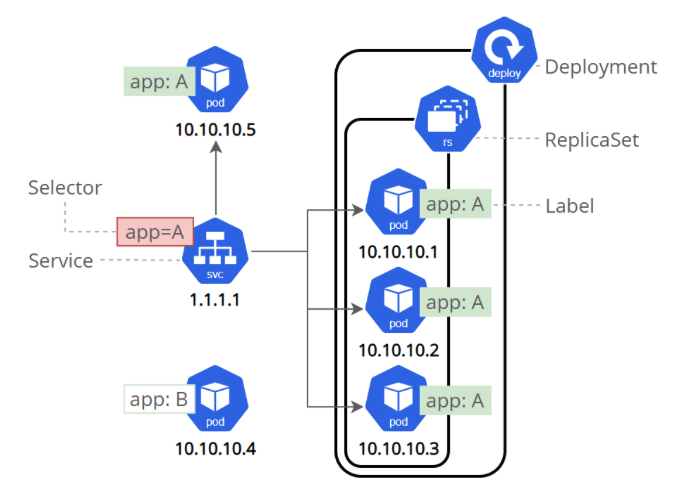 deploy
Deployment
app: A
pod
10.10.10.5
rs
ReplicaSet
Selector
app=A
Service
svc
1.1.1.1
pod
app: A
Label
10.10.10.1
pod
app: A
10.10.10.2
app: B
pod
10.10.10.4
pod
app: A
10.10.10.3